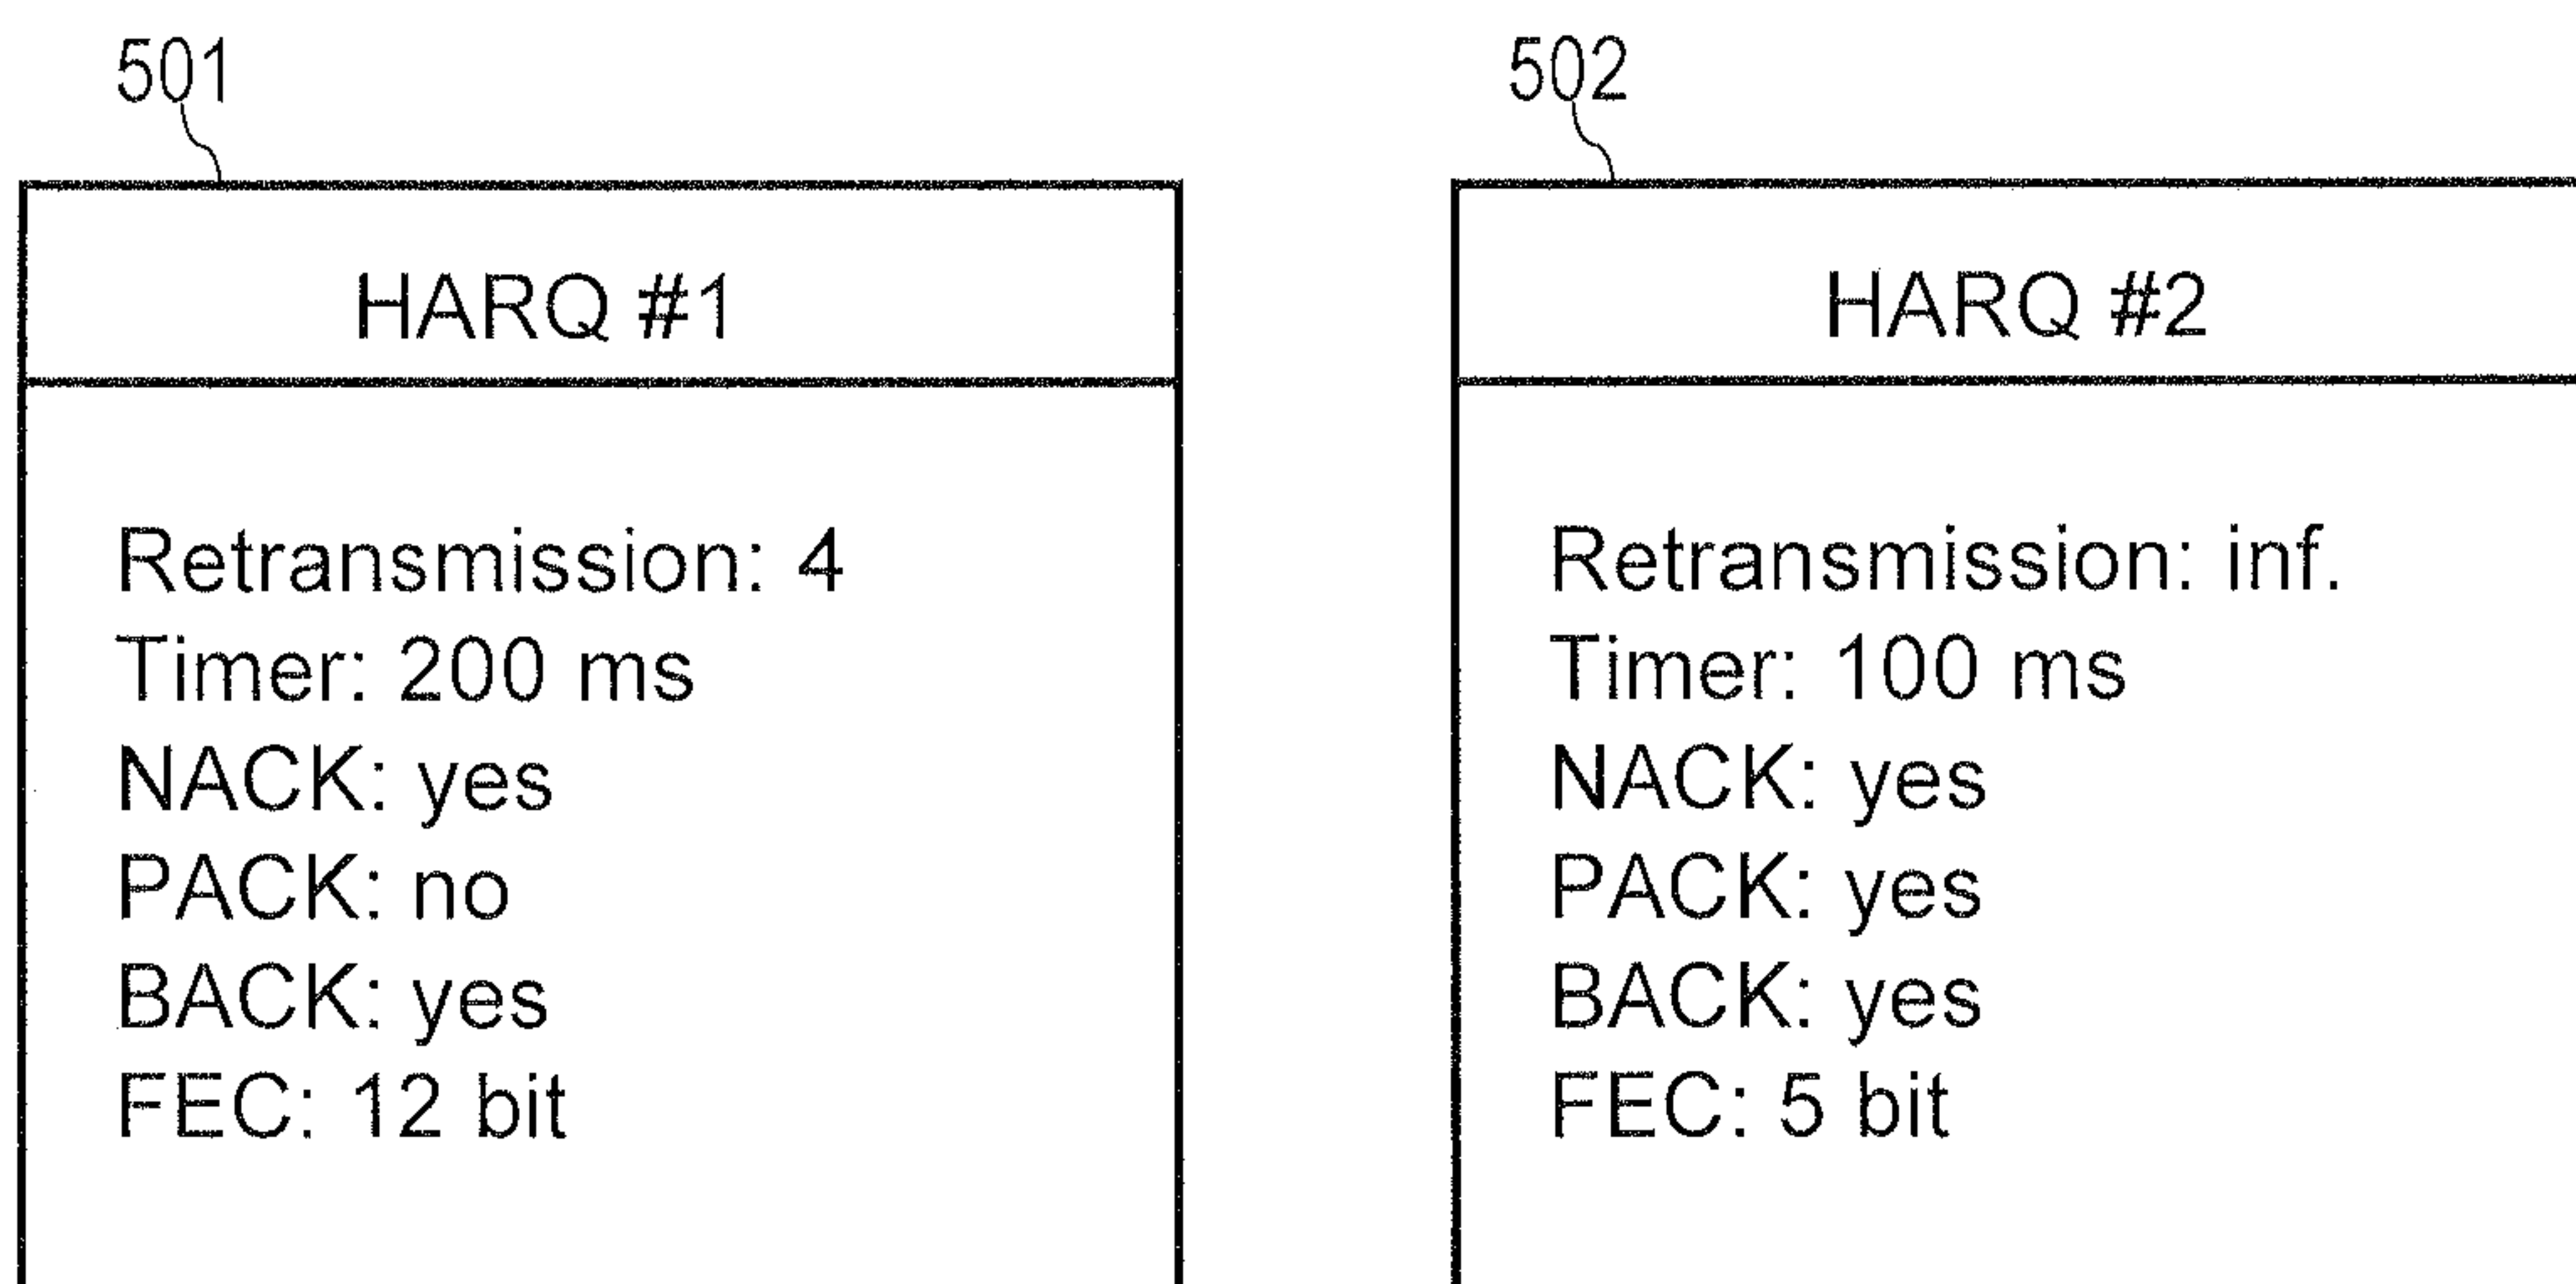 501
HARQ #1
Retransmission: 4
Timer: 200 ms
NACK: yes
PACK: no
BACK: yes
FEC: 12 bit
502
HARQ #2
Retransmission: inf.
Timer: 100 ms
NACK: yes
PACK: yes
BACK: yes
FEC: 5 bit